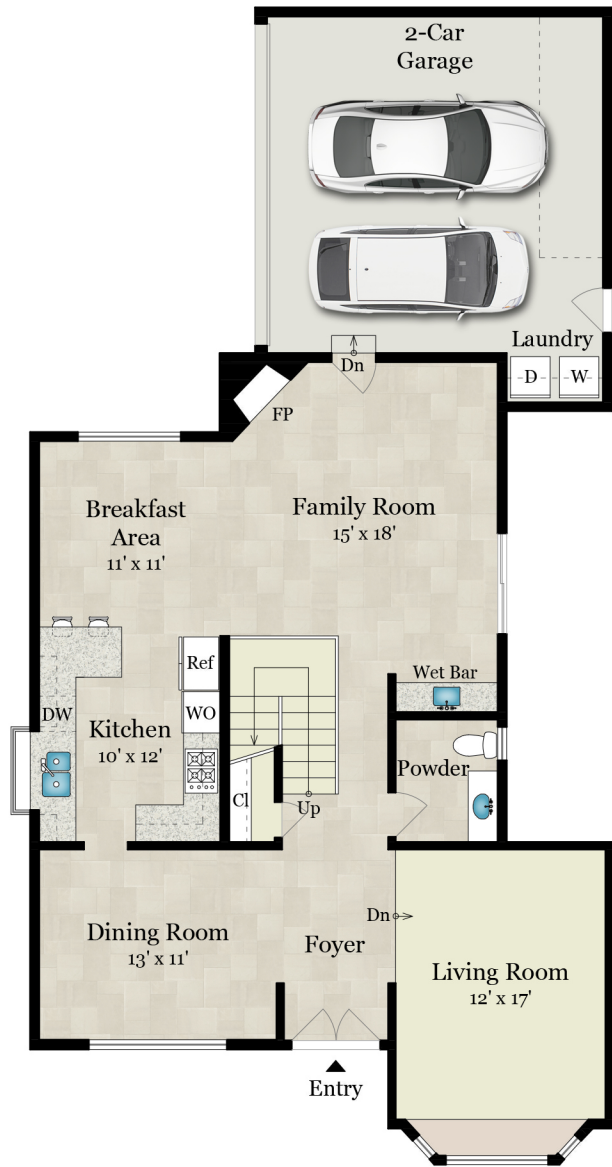 2-Car
Garage
Laundry
D
W
Dn
FP
Breakfast
Area
11' x 11'
Family Room
15' x 18'
Ref
Wet Bar
WO
DW
Kitchen
10' x 12'
Powder
Cl
Up
Dining Room
13' x 11'
Dn
Foyer
Living Room
12' x 17'
Entry